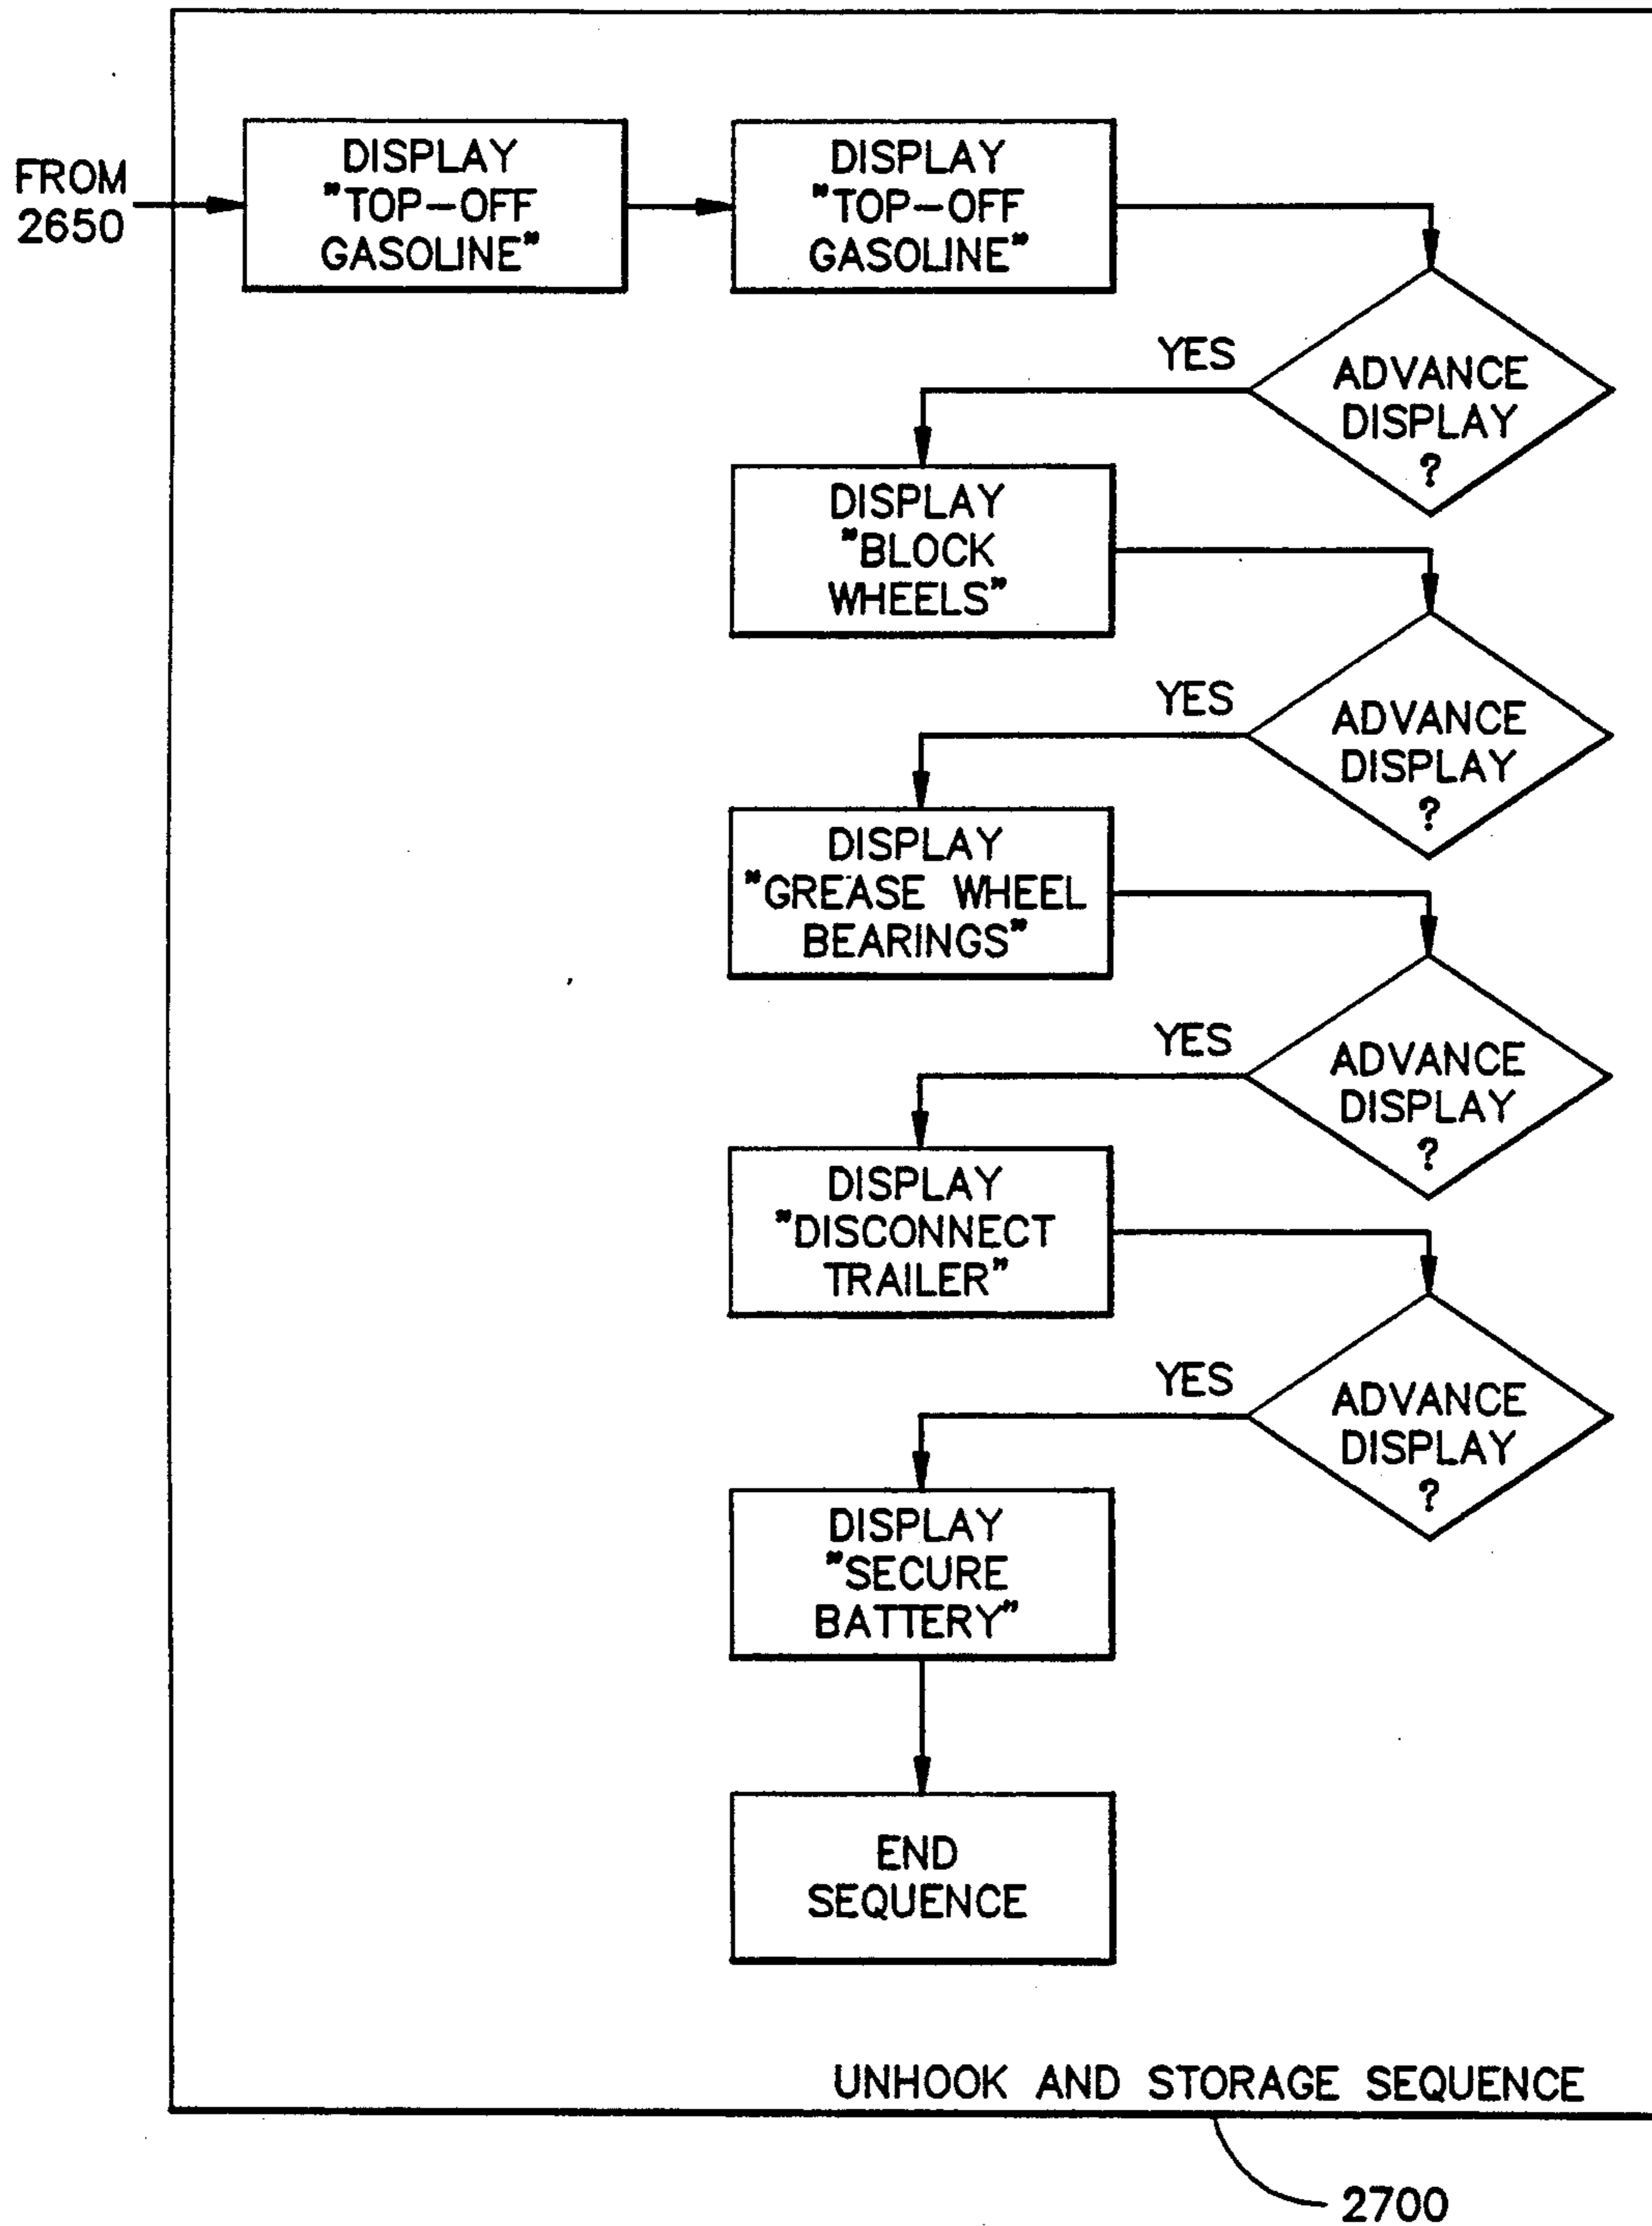 FROM
2650
DISPLAY
"TOP-OFF
GASOLINE"
DISPLAY
"TOP-OFF
GASOLINE"
YES
ADVANCE
DISPLAY
?
DISPLAY
"BLOCK
WHEELS"
YES
ADVANCE
DISPLAY
?
DISPLAY
"GREASE WHEEL
BEARINGS"
YES
ADVANCE
DISPLAY
?
DISPLAY
"DISCONNECT
TRAILER"
YES
ADVANCE
DISPLAY
?
DISPLAY
"SECURE
BATTERY"
END
SEQUENCE
UNHOOK AND STORAGE SEQUENCE
2700